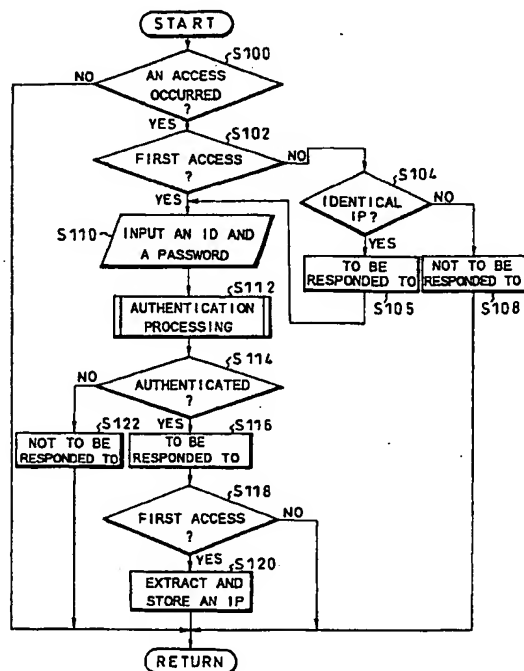 START
S100
NO
AN ACCESS
OCCURRED
?
YES
S102
FIRST ACCESS
?
NO
S104
YES
IDENTICAL
IP?
NO
S110
INPUT AN ID AND
A PASSWORD
YES
TO BE
RESPONDED TO
NOT TO BE
RESPONDED TO
S105
S108
S112
AUTHENTICATION
PROCESSING
S114
NO
AUTHENTICATED
?
YES
S122
S116
NOT TO BE
RESPONDED TO
TO BE
RESPONDED TO
S118
FIRST ACCESS
?
NO
YES
S120
EXTRACT AND
STORE AN IP
RETURN